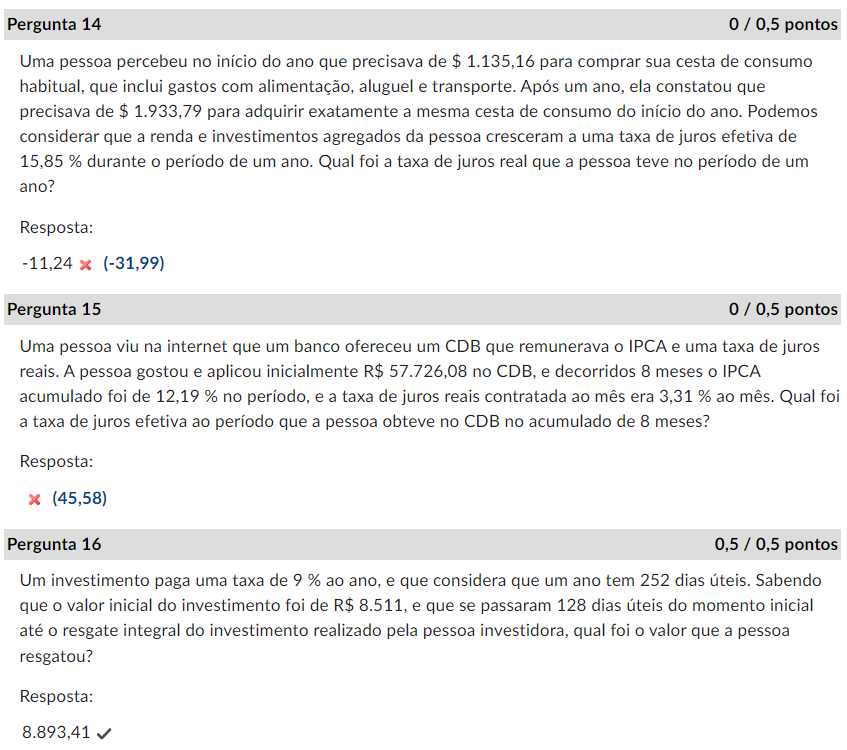 Pergunta 14 0 / 0,5 pontos
Uma pessoa percebeu no início do ano que precisava de $ 1.135,16 para comprar sua cesta de consumo
habitual, que inclui gastos com alimentação, aluguel e transporte. Após um ano, ela constatou que
precisava de $ 1.933,79 para adquirir exatamente a mesma cesta de consumo do início do ano. Podemos
considerar que a renda e investimentos agregados da pessoa cresceram a uma taxa de juros efetiva de
15,85 % durante o período de um ano. Qual foi a taxa de juros real que a pessoa teve no período de um
ano?
Resposta:
-11,24 (-31,99)
Pergunta 15 0 / 0,5 pontos
Uma pessoa viu na internet que um banco ofereceu um CDB que remunerava o IPCA e uma taxa de juros
reais. A pessoa gostou e aplicou inicialmente R$ 57.726,08 no CDB, e decorridos 8 meses o IPCA
acumulado foi de 12,19 % no período, e a taxa de juros reais contratada ao mês era 3,31 % ao mês. Qual foi
a taxa de juros efetiva ao período que a pessoa obteve no CDB no acumulado de 8 meses?
Resposta:
(45,58)
Pergunta 16 0,5 / 0,5 pontos
Um investimento paga uma taxa de 9 % ao ano, e que considera que um ano tem 252 dias úteis. Sabendo
que o valor inicial do investimento foi de R$ 8.511, e que se passaram 128 dias úteis do momento inicial
até o resgate integral do investimento realizado pela pessoa investidora, qual foi o valor que a pessoa
resgatou?
Resposta:
8.893,41